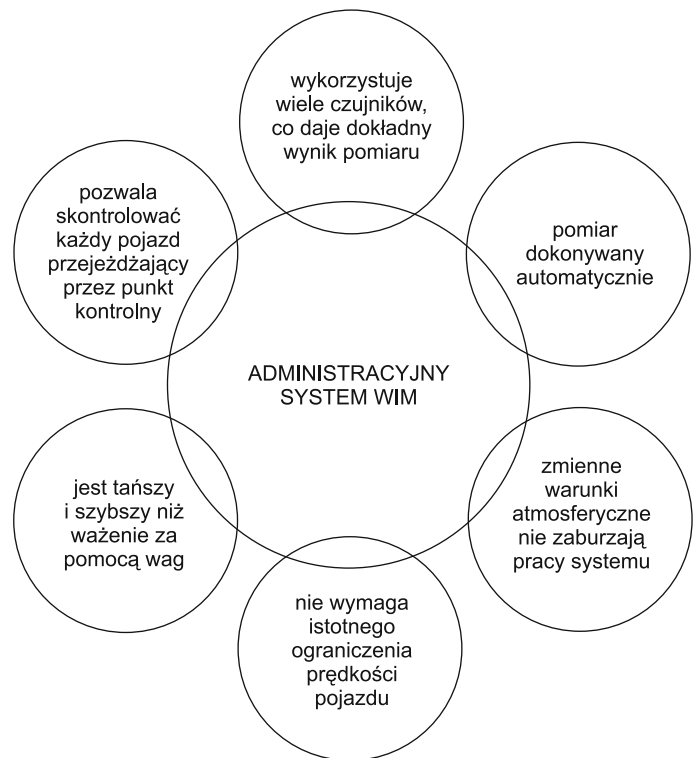 wykorzystuje
wiele czujników,
co daje dokładny
wynik pomiaru
pozwala
skontrolować
każdy pojazd
przejeżdżający
przez punkt
kontrolny
pomiar
dokonywany
automatycznie
ADMINISTRACYJNY
SYSTEM WIM
jest tańszy
i szybszy niż
ważenie za
pomocą wag
zmienne
warunki
atmosferyczne
nie zaburzają
pracy systemu
nie wymaga
istotnego
ograniczenia
prędkości
pojazdu